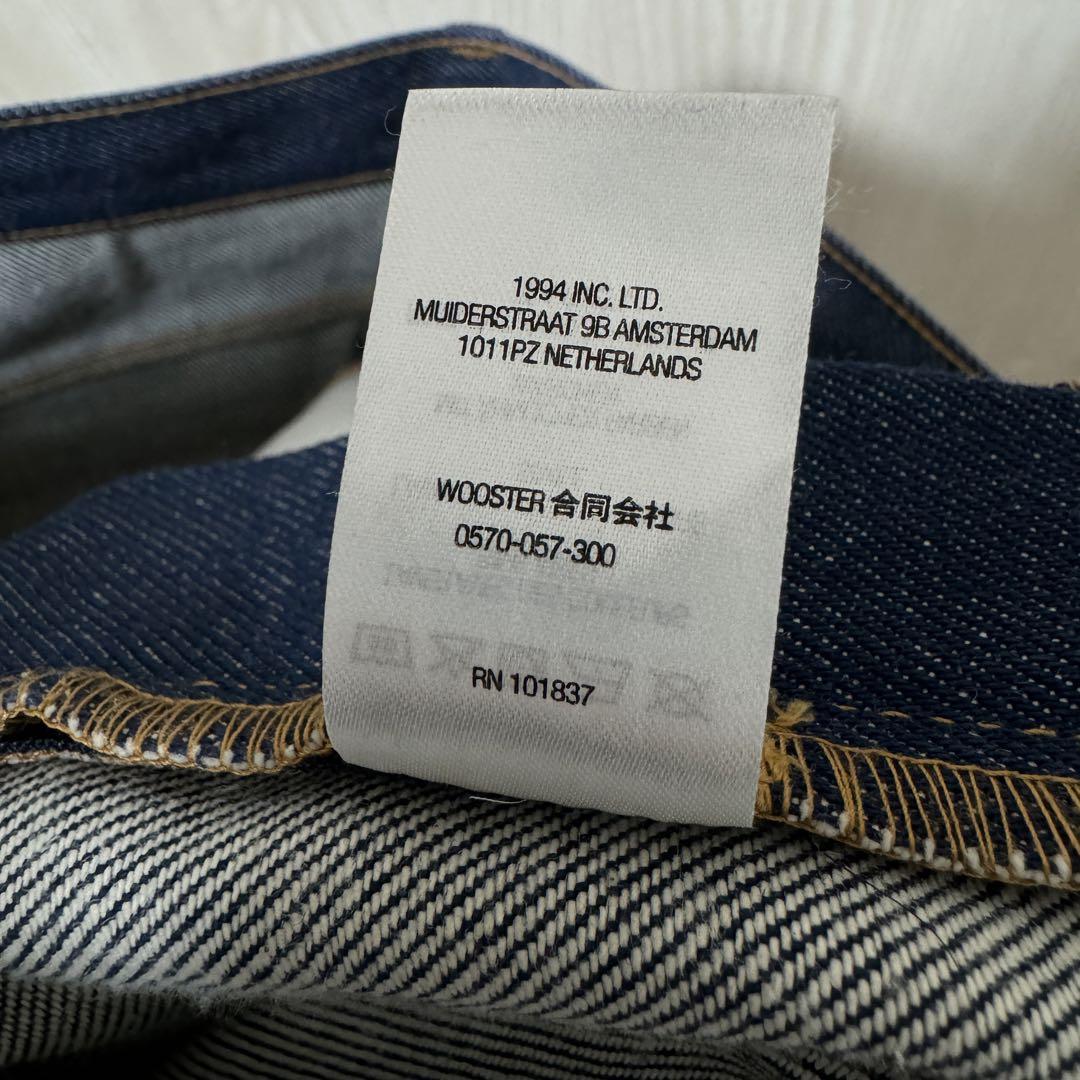 1994 INC. LTD.
MUIDERSTRAAT 9B AMSTERDAM
1011PZ NETHERLANDS
WOOSTER 合同会社
0570-057-300
RN 101837